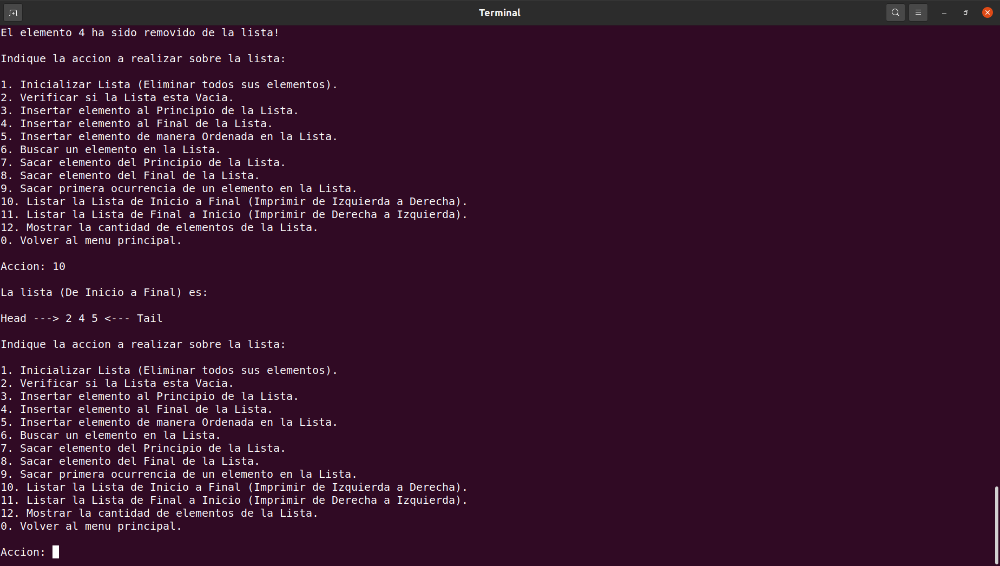 Terminal
El elemento 4 ha sido removido de la lista!
Indique la accion a realizar sobre la lista:
1. Inicializar Lista (Eliminar todos sus elementos).
2. Verificar si la Lista esta Vacia.
3. Insertar elemento al Principio de la Lista.
4. Insertar elemento al Final de la Lista.
5. Insertar elemento de manera Ordenada en la Lista.
6. Buscar un elemento en la Lista.
7. Sacar elemento del Principio de la Lista.
8. Sacar elemento del Final de la Lista.
9. Sacar primera ocurrencia de un elemento en la Lista.
10. Listar la Lista de Inicio a Final (Imprimir de Izquierda a Derecha).
11. Listar la Lista de Final a Inicio (Imprimir de Derecha a Izquierda).
12. Mostrar la cantidad de elementos de la Lista.
0. Volver al menu principal.
Accion: 10
La lista (De Inicio a Final) es:
Head ---> 2 4 5 <--- Tail
Indique la accion a realizar sobre la lista:
1. Inicializar Lista (Eliminar todos sus elementos).
2. Verificar si la Lista esta Vacia.
3. Insertar elemento al Principio de la Lista.
4. Insertar elemento al Final de la Lista.
5. Insertar elemento de manera Ordenada en la Lista.
6. Buscar un elemento en la Lista.
7. Sacar elemento del Principio de la Lista.
8. Sacar elemento del Final de la Lista.
9. Sacar primera ocurrencia de un elemento en la Lista.
10. Listar la Lista de Inicio a Final (Imprimir de Izquierda a Derecha).
11. Listar la Lista de Final a Inicio (Imprimir de Derecha a Izquierda).
12. Mostrar la cantidad de elementos de la Lista.
0. Volver al menu principal.
Accion: